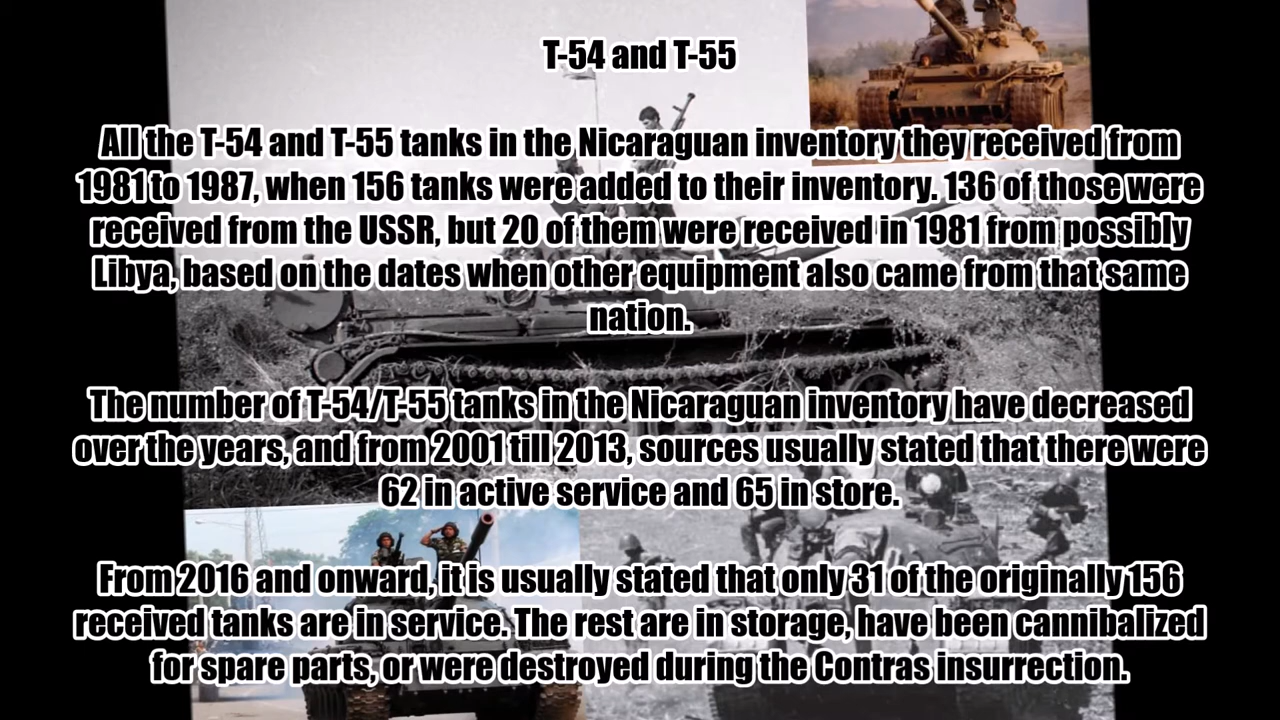 T-54 and T-55
All the T-54 and T-55 tanks in the Nicaraguan inventory they received from
1981 to 1987, when 156 tanks were added to their inventory. 136 of those were
received from the USSR, but 20 of them were received in 1981 from possibly
Libya, based on the dates when other equipment also came from that same
nation.
The number of T-54/T-55 tanks in the Nicaraguan inventory have decreased
over the years, and from 2001 till 2013, sources usually stated that there were
62 in active service and 65 in store.
From 2016 and onward, it is usually stated that only 31 of the originally 156
received tanks are in service. The rest are in storage, have been cannibalized
for spare parts, or were destroyed during the Contras insurrection.